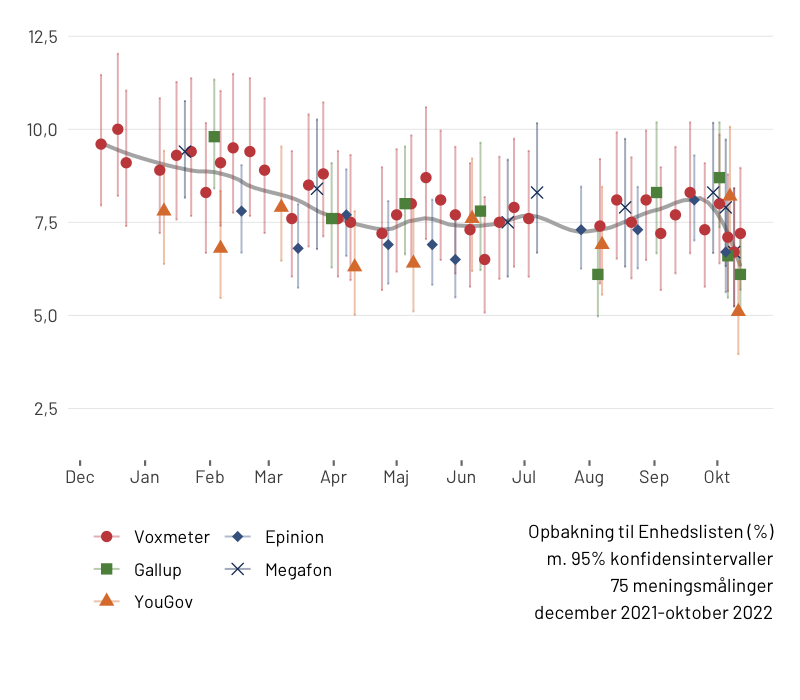 12,5
10,0
7,5
5,0
2,5
Dec Jan Feb Mar Apr Maj Jun Jul Aug Sep Okt
Voxmeter Epinion
Gallup Megafon
YouGov
Opbakning til Enhedslisten (%)
m. 95% konfidensintervaller
75 meningsmålinger
december 2021-oktober 2022